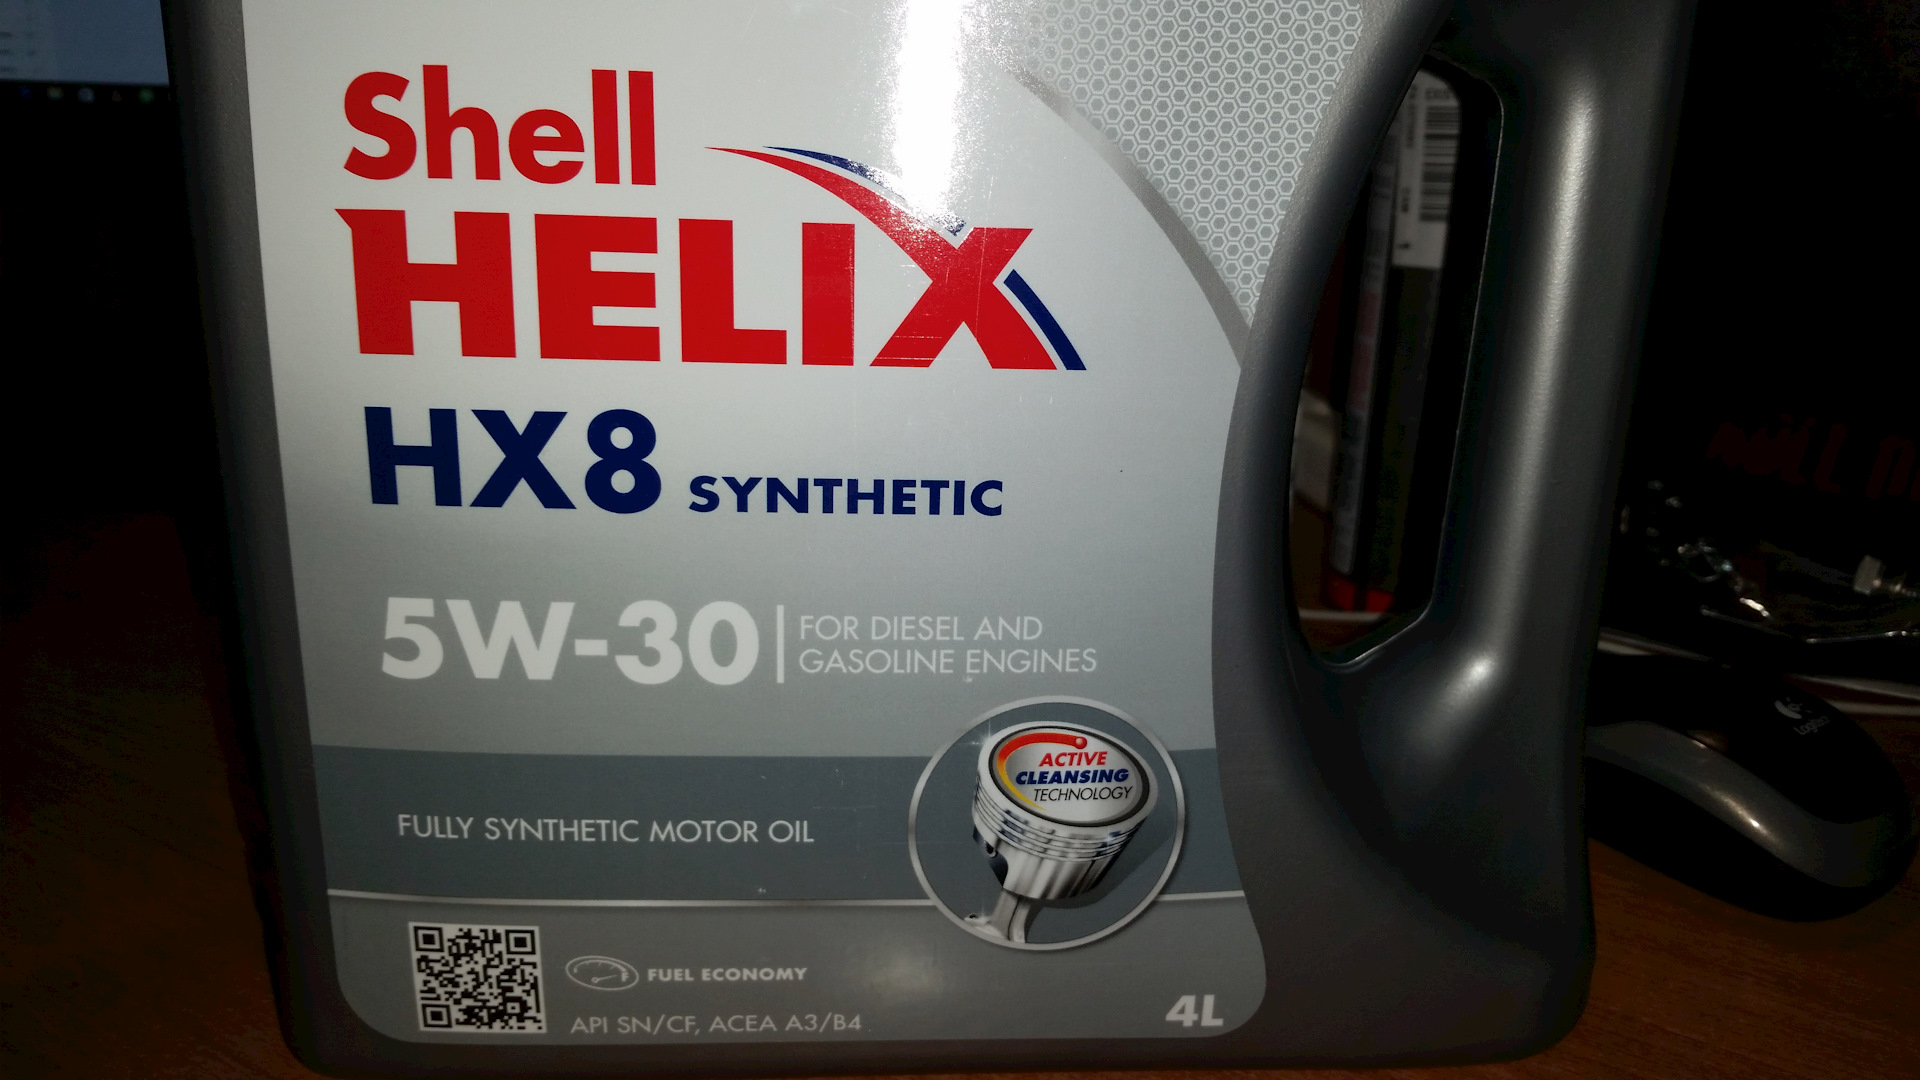 Shell
HELIX
HX8 SYNTHETIC
5W-30
FOR DIESEL AND
GASOLINE ENGINES
ACTIVE
CLEANSING
TECHNOLOGY
FULLY SYNTHETIC MOTOR OIL
FUEL ECONOMY
API SN/CF, ACEA A3/B4
4L
Logitech